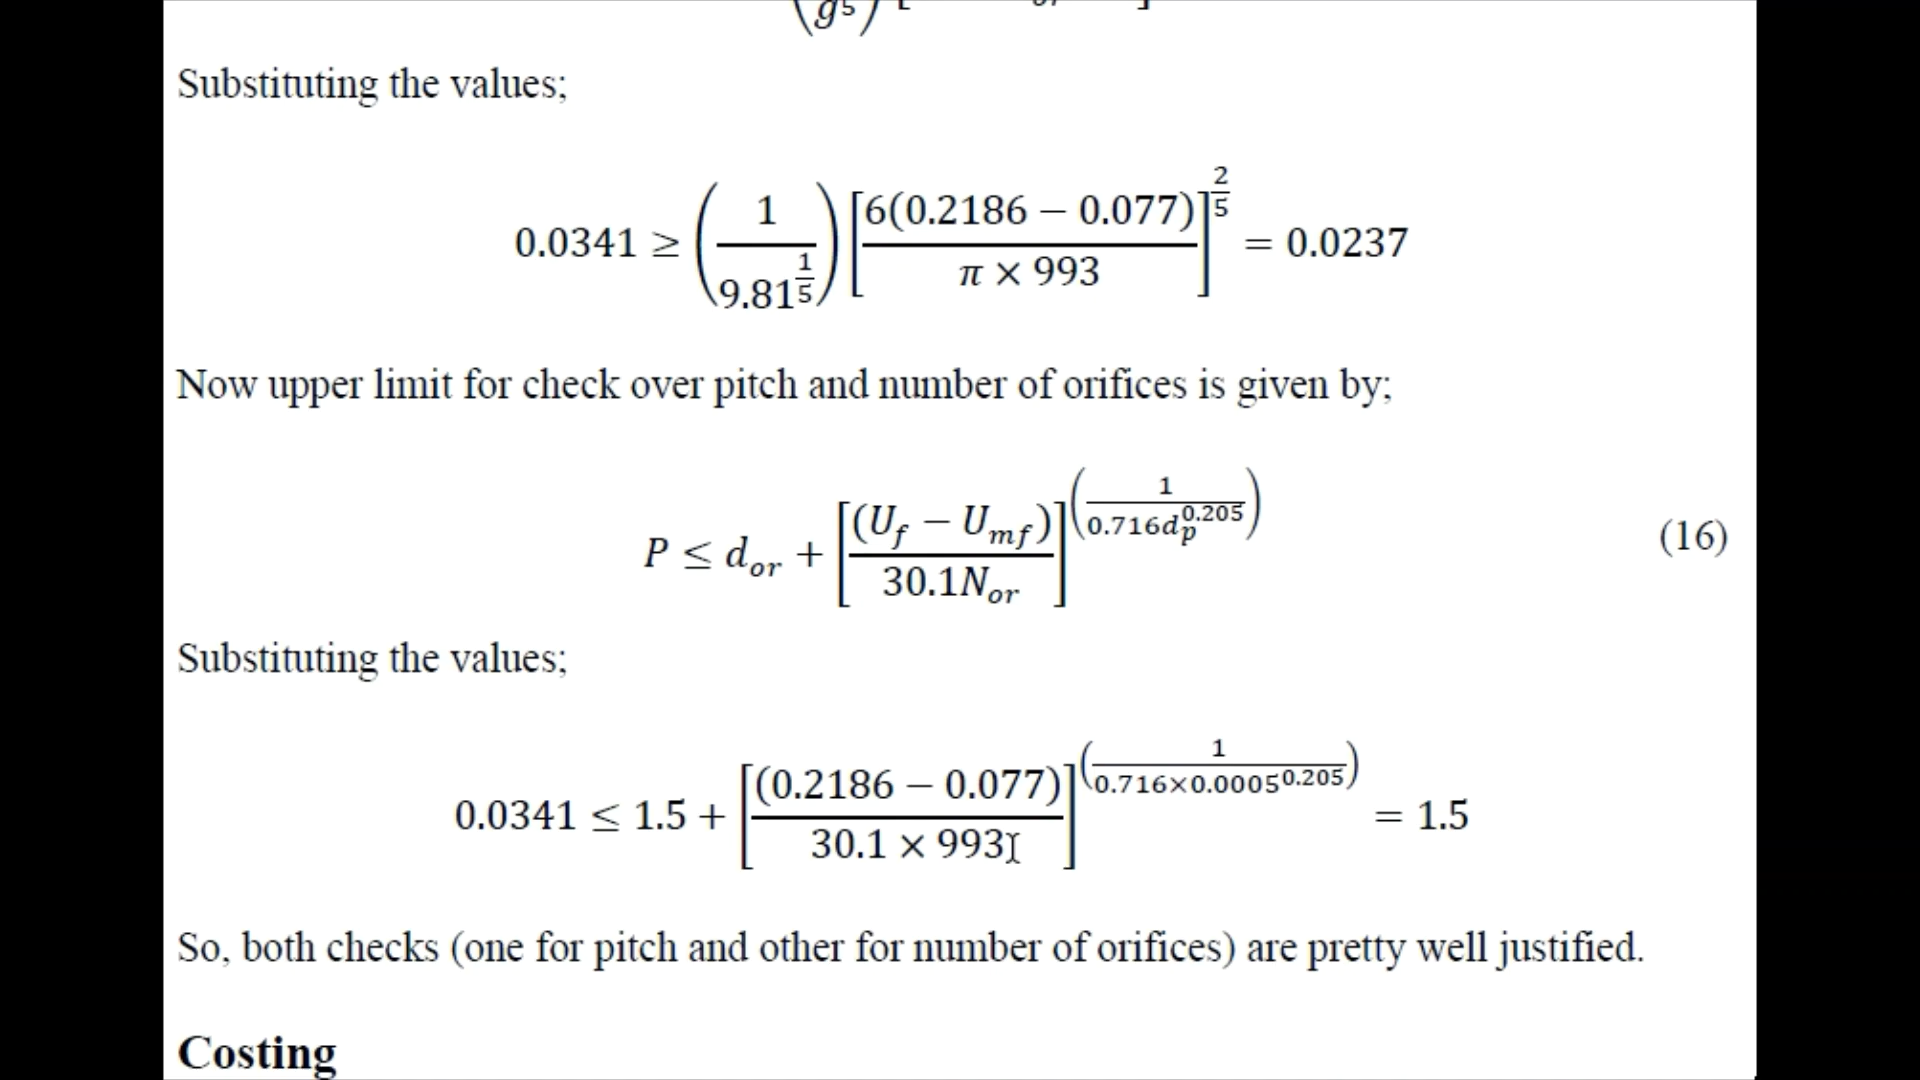 (g⁵) [ ]
Substituting the values;
0.0341 ≥ (1 / 9.81^(1/5)) [6(0.2186 − 0.077) / π × 993]^(2/5) = 0.0237
Now upper limit for check over pitch and number of orifices is given by;
P ≤ d_or + [(U_f − U_mf) / 30.1N_or]^(1 / 0.716d_p^0.205) (16)
Substituting the values;
0.0341 ≤ 1.5 + [(0.2186 − 0.077) / 30.1 × 993]^(1 / 0.716×0.0005^0.205) = 1.5
So, both checks (one for pitch and other for number of orifices) are pretty well justified.
Costing